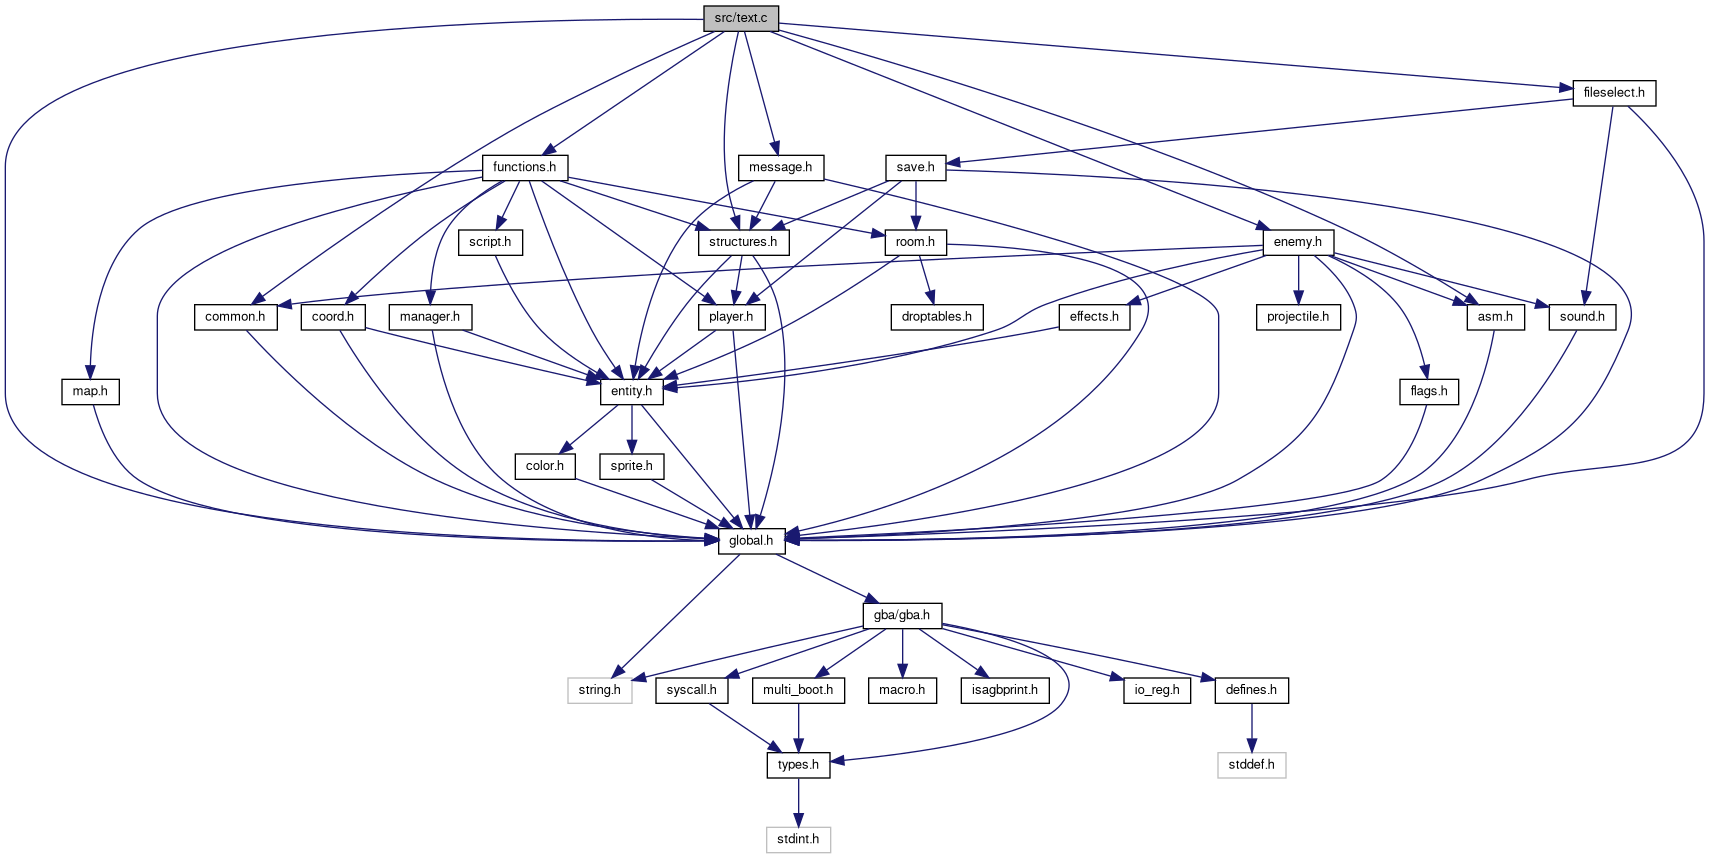 src/text.c
fileselect.h
functions.h
message.h
save.h
script.h
structures.h
room.h
enemy.h
common.h
coord.h
manager.h
player.h
droptables.h
effects.h
projectile.h
asm.h
sound.h
map.h
entity.h
flags.h
color.h
sprite.h
global.h
gba/gba.h
string.h
syscall.h
multi_boot.h
macro.h
isagbprint.h
io_reg.h
defines.h
types.h
stddef.h
stdint.h